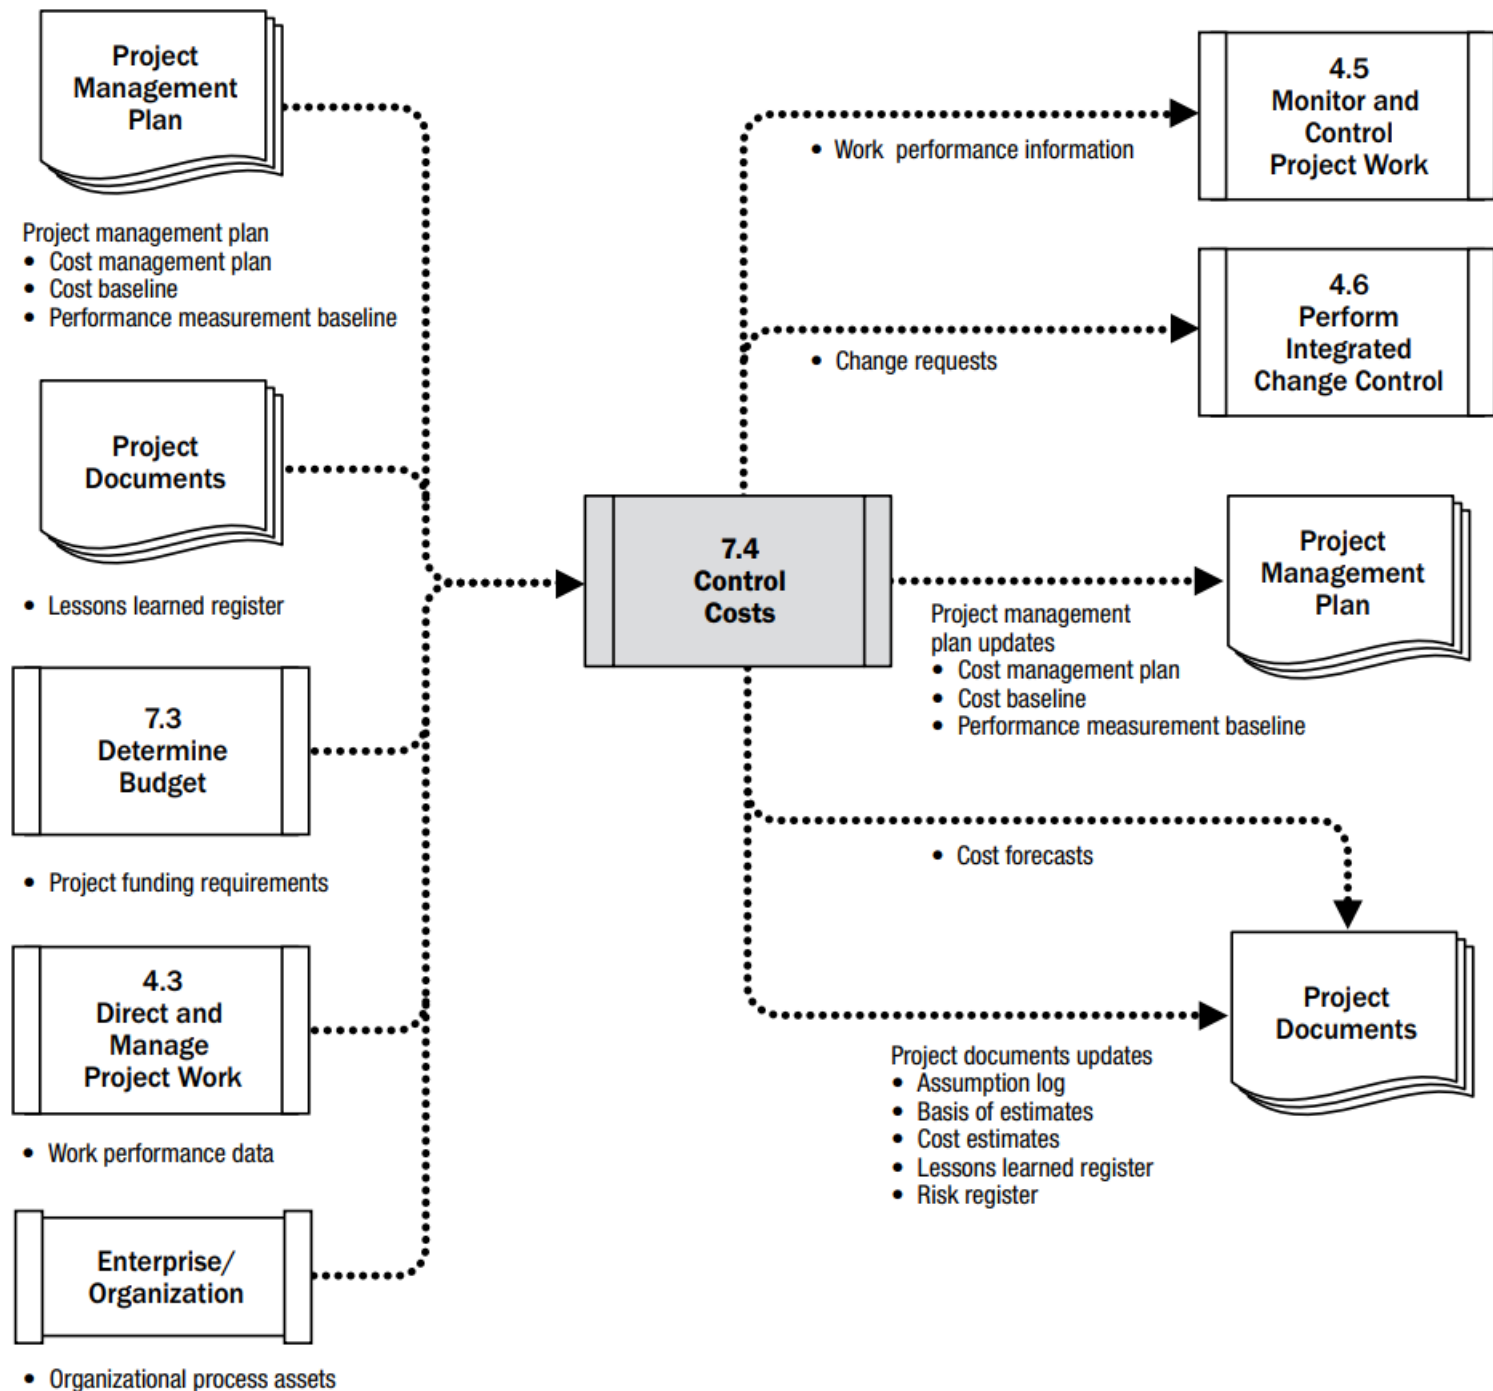 Project
Management
Plan
Project management plan
• Cost management plan
• Cost baseline
• Performance measurement baseline
Project
Documents
• Lessons learned register
7.3
Determine
Budget
• Project funding requirements
4.3
Direct and
Manage
Project Work
• Work performance data
Enterprise/
Organization
• Organizational process assets
7.4
Control
Costs
• Work performance information
4.5
Monitor and
Control
Project Work
• Change requests
4.6
Perform
Integrated
Change Control
Project management
plan updates
• Cost management plan
• Cost baseline
• Performance measurement baseline
Project
Management
Plan
• Cost forecasts
Project documents updates
• Assumption log
• Basis of estimates
• Cost estimates
• Lessons learned register
• Risk register
Project
Documents